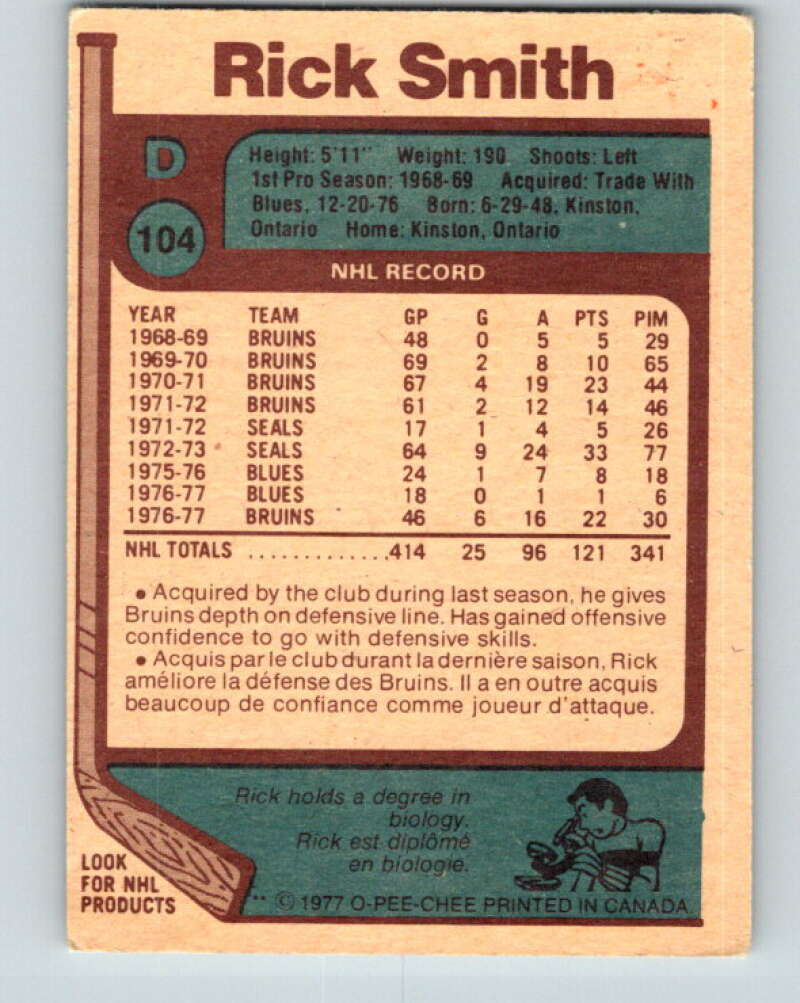 Rick Smith
D
104
Height: 5'11" Weight: 190 Shoots: Left
1st Pro Season: 1968-69 Acquired: Trade With
Blues, 12-20-76 Born: 6-29-48, Kinston,
Ontario Home: Kinston, Ontario
NHL RECORD
YEAR TEAM GP G A PTS PIM
1968-69 BRUINS 48 0 5 5 29
1969-70 BRUINS 69 2 8 10 65
1970-71 BRUINS 67 4 19 23 44
1971-72 BRUINS 61 2 12 14 46
1971-72 SEALS 17 1 4 5 26
1972-73 SEALS 64 9 24 33 77
1975-76 BLUES 24 1 7 8 18
1976-77 BLUES 18 0 1 1 6
1976-77 BRUINS 46 6 16 22 30
NHL TOTALS .............414 25 96 121 341
• Acquired by the club during last season, he gives
Bruins depth on defensive line. Has gained offensive
confidence to go with defensive skills.
• Acquis par le club durant la dernière saison, Rick
améliore la défense des Bruins. Il a en outre acquis
beaucoup de confiance comme joueur d'attaque.
Rick holds a degree in
biology.
Rick est diplômé
en biologie.
LOOK
FOR NHL
PRODUCTS
** © 1977 O-PEE-CHEE PRINTED IN CANADA.